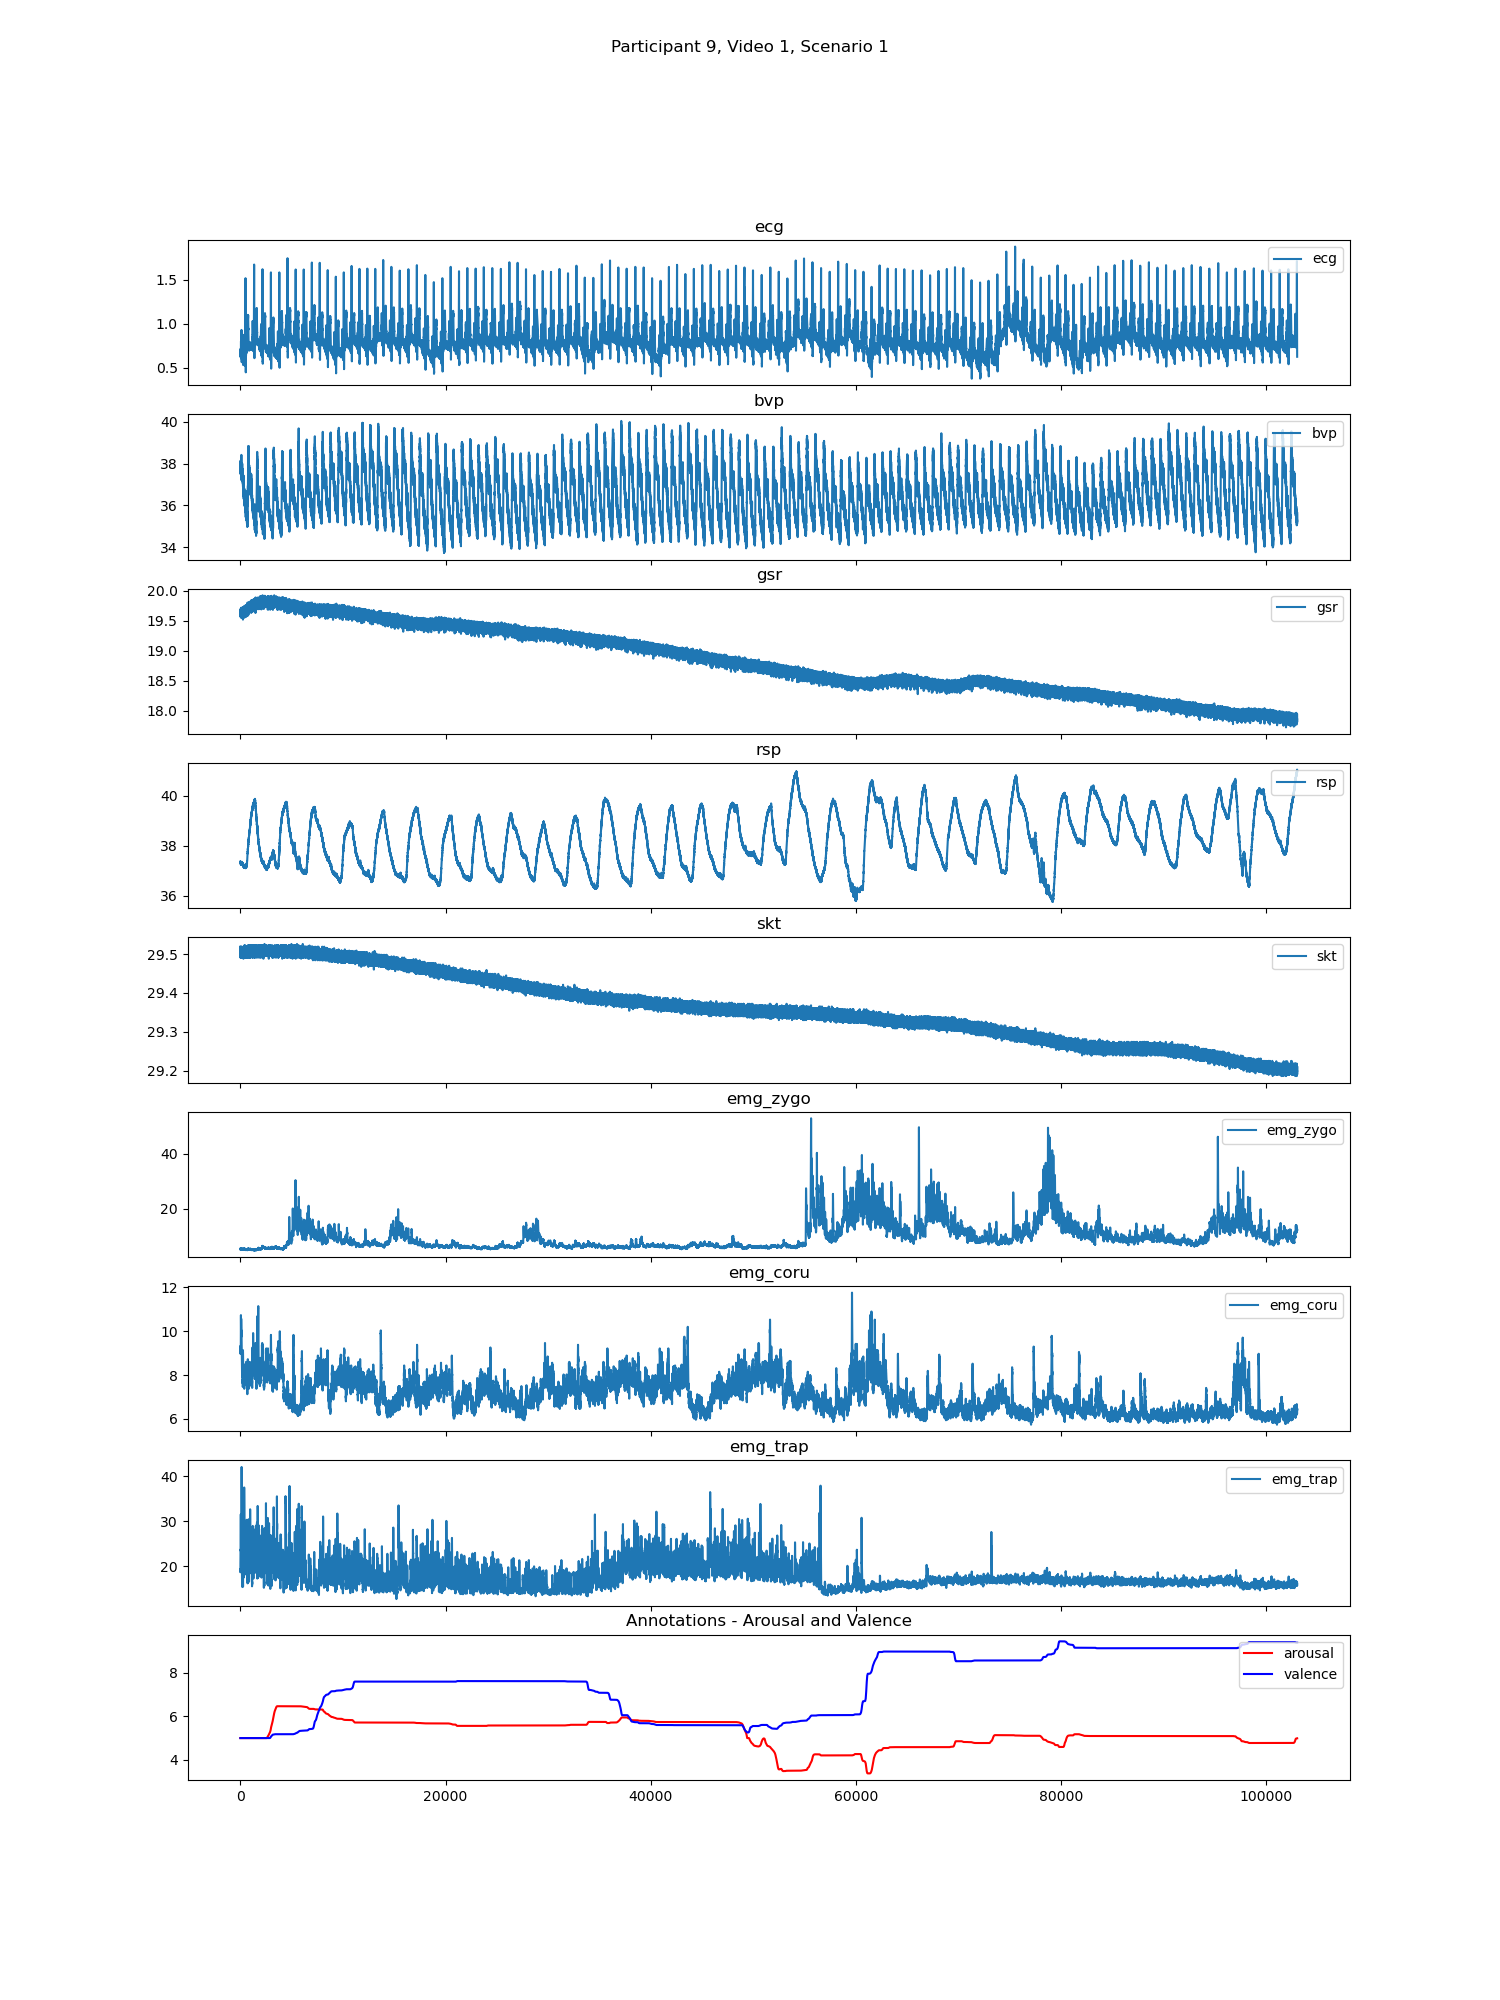 Participant 9, Video 1, Scenario 1
ecg
1.5
1.0
0.5
ecg
bvp
40
38
36
34
bvp
gsr
20.0
19.5
19.0
18.5
18.0
gsr
rsp
40
38
36
rsp
skt
29.5
29.4
29.3
29.2
skt
emg_zygo
40
20
emg_zygo
emg_coru
12
10
8
6
emg_coru
emg_trap
40
30
20
emg_trap
Annotations - Arousal and Valence
8
6
4
arousal
valence
0 20000 40000 60000 80000 100000